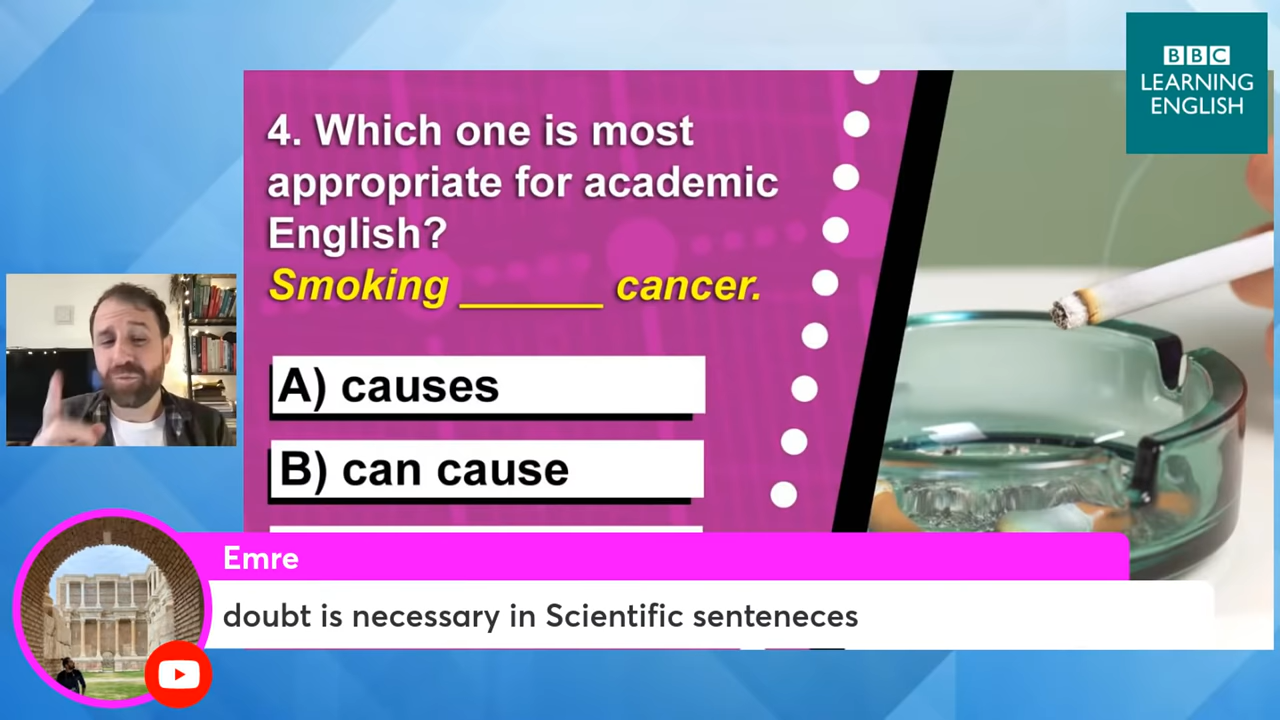 BBC
LEARNING
ENGLISH
4. Which one is most
appropriate for academic
English?
Smoking ______ cancer.
A) causes
B) can cause
Emre
doubt is necessary in Scientific senteneces